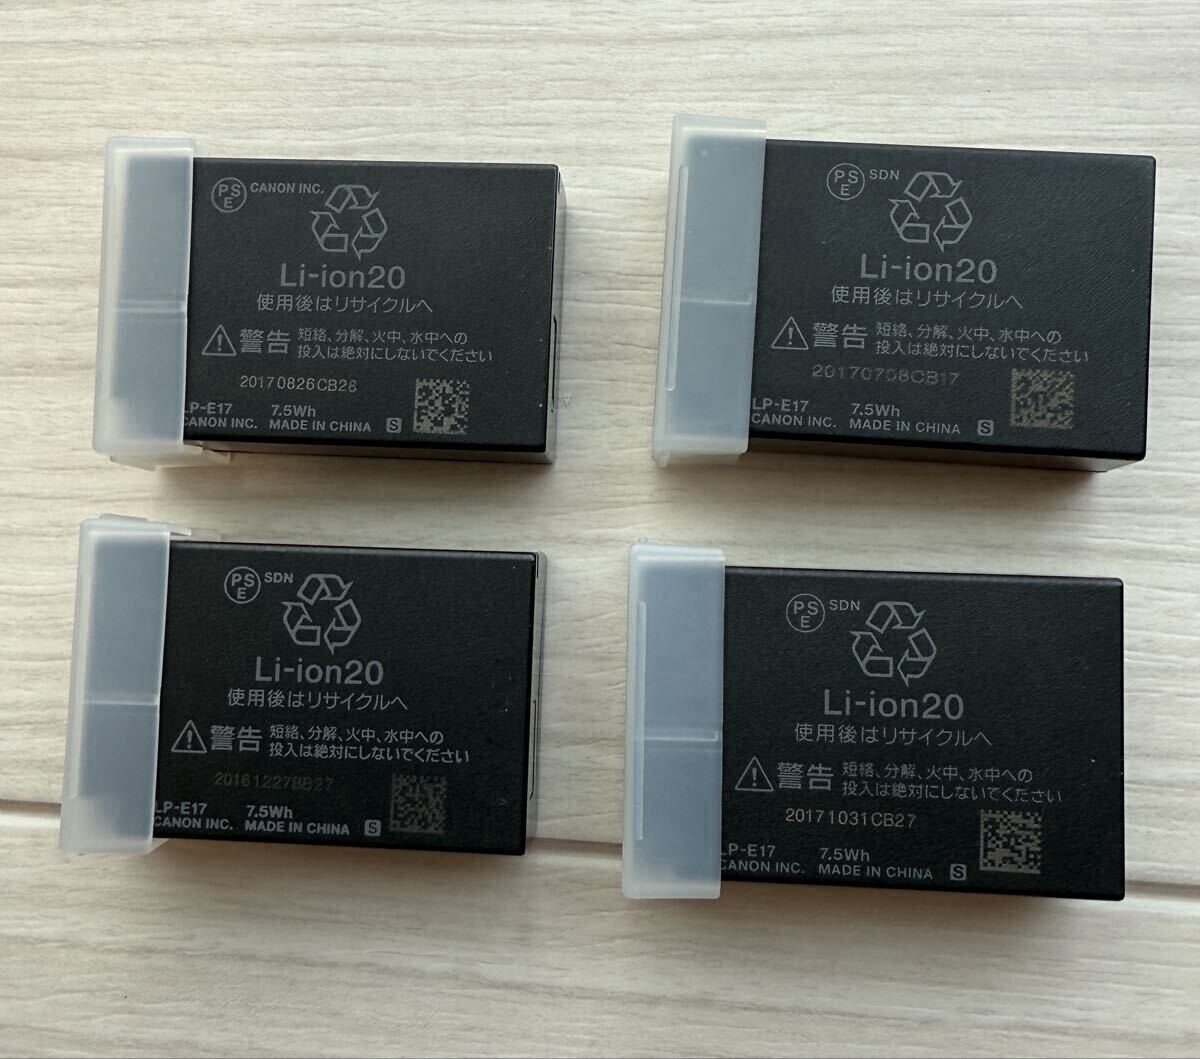 PS
E
CANON INC.
Li-ion20
使用後はリサイクルへ
警告 短絡、分解、火中、水中への
投入は絶対にしないでください
20170826CB26
LP-E17 7.5Wh
CANON INC. MADE IN CHINA S
PS
E
SDN
Li-ion20
使用後はリサイクルへ
警告 短絡、分解、火中、水中への
投入は絶対にしないでください
20170708CB17
LP-E17 7.5Wh
CANON INC. MADE IN CHINA S
PS
E
SDN
Li-ion20
使用後はリサイクルへ
警告 短絡、分解、火中、水中への
投入は絶対にしないでください
20161227BB27
LP-E17 7.5Wh
CANON INC. MADE IN CHINA S
PS
E
SDN
Li-ion20
使用後はリサイクルへ
警告 短絡、分解、火中、水中への
投入は絶対にしないでください
20171031CB27
LP-E17 7.5Wh
CANON INC. MADE IN CHINA S